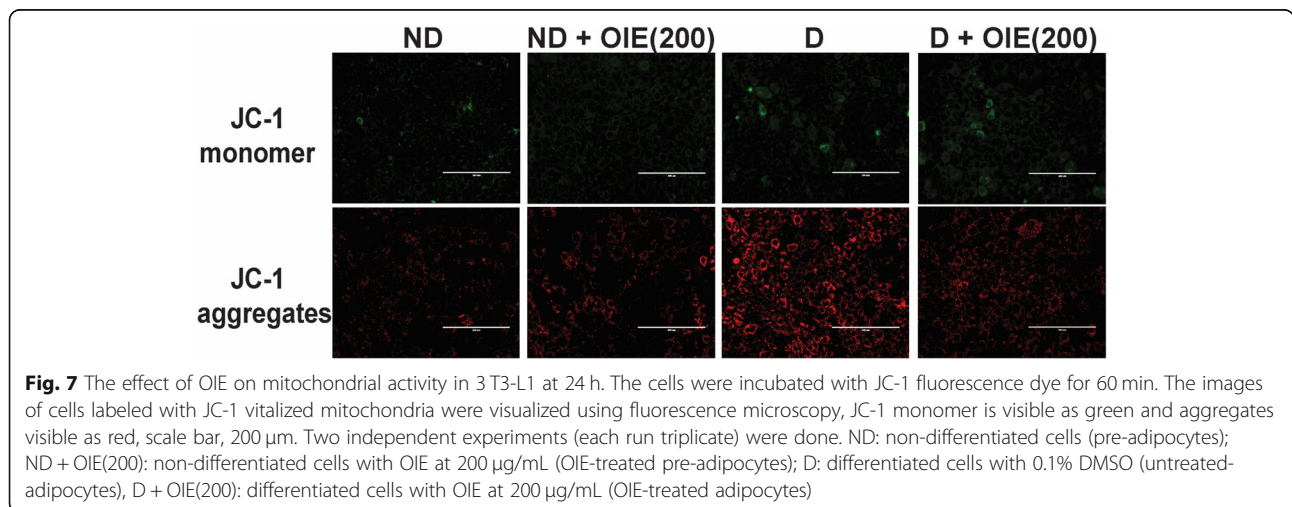 ND ND + OIE(200) D D + OIE(200)
JC-1
monomer
JC-1
aggregates
Fig. 7 The effect of OIE on mitochondrial activity in 3 T3-L1 at 24 h. The cells were incubated with JC-1 fluorescence dye for 60 min. The images
of cells labeled with JC-1 vitalized mitochondria were visualized using fluorescence microscopy, JC-1 monomer is visible as green and aggregates
visible as red, scale bar, 200 μm. Two independent experiments (each run triplicate) were done. ND: non-differentiated cells (pre-adipocytes);
ND + OIE(200): non-differentiated cells with OIE at 200 μg/mL (OIE-treated pre-adipocytes); D: differentiated cells with 0.1% DMSO (untreated-
adipocytes), D + OIE(200): differentiated cells with OIE at 200 μg/mL (OIE-treated adipocytes)